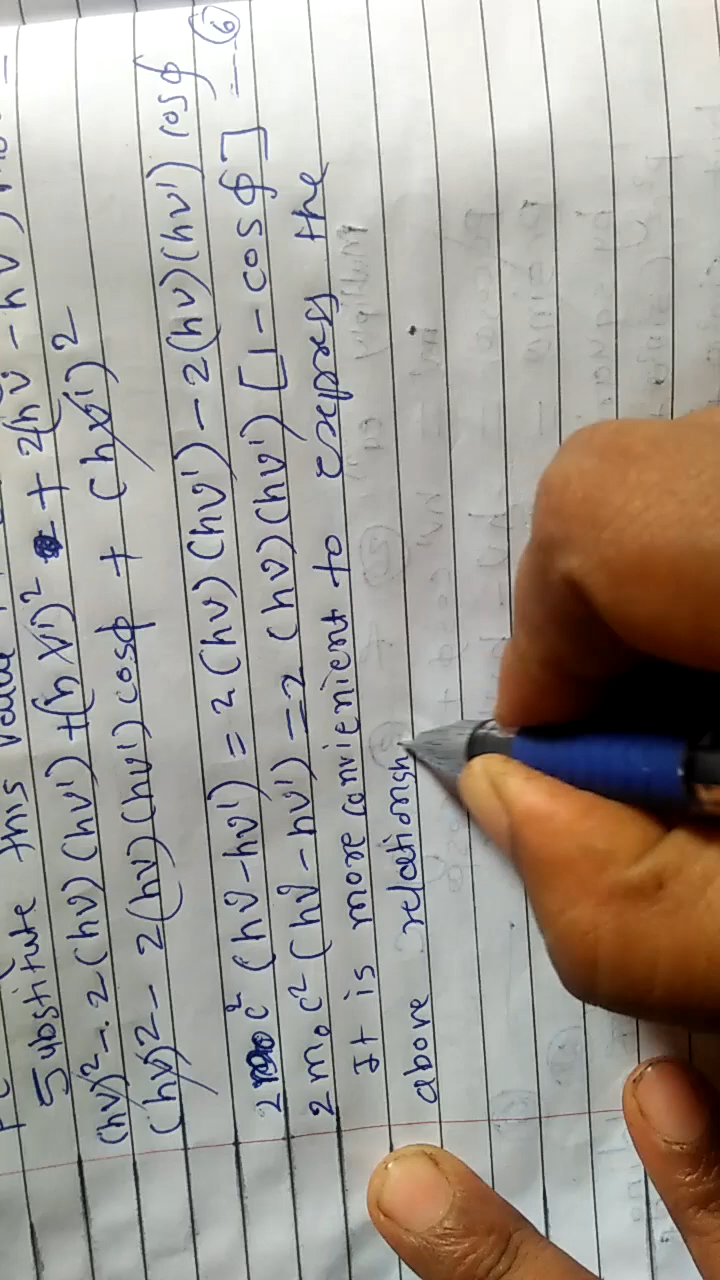 Substitute this value
(hν)² - 2(hν)(hν') + (hν')² + 2(hν - hν')
(hν)2 - 2(hν)(hν')cosϕ + (hν')2
2m₀c² (hν-hν') = 2(hν)(hν') - 2(hν)(hν') cosϕ
2m₀c² (hν-hν') = 2(hν)(hν') [1 - cosϕ] — ⑥
It is more convienient to express the
above relationsh